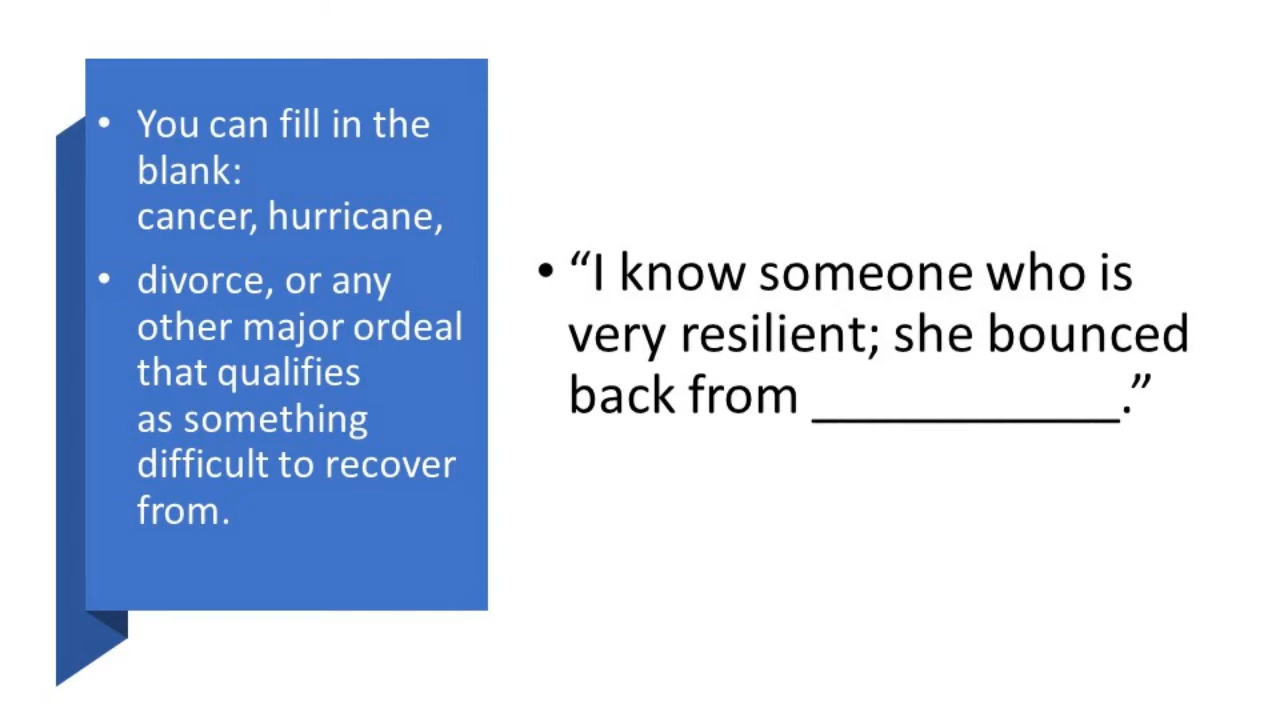 • You can fill in the
blank:
cancer, hurricane,
• divorce, or any
other major ordeal
that qualifies
as something
difficult to recover
from.
• “I know someone who is
very resilient; she bounced
back from ____________.”